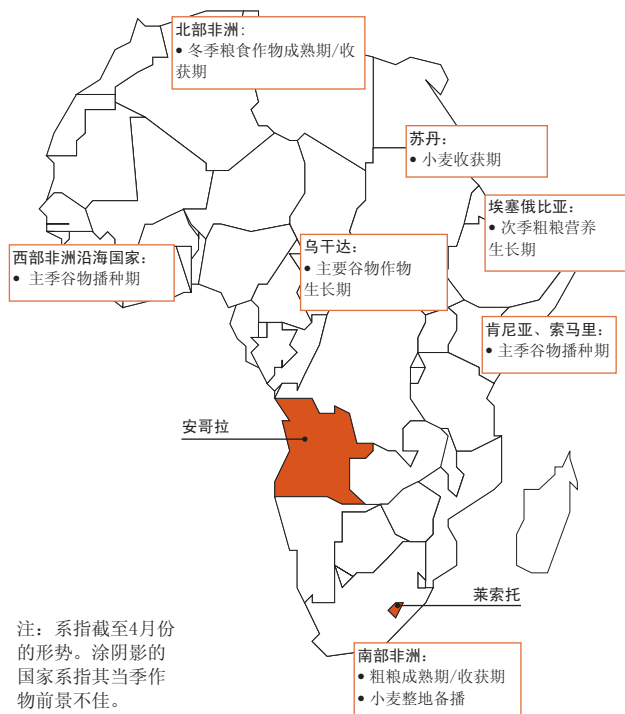 北部非洲:
• 冬季粮食作物成熟期/收
获期
苏丹:
• 小麦收获期
埃塞俄比亚:
• 次季粗粮营养
生长期
西部非洲沿海国家:
• 主季谷物播种期
乌干达:
• 主要谷物作物
生长期
肯尼亚、索马里:
• 主季谷物播种期
安哥拉
莱索托
注：系指截至4月份
的形势。涂阴影的
国家系指其当季作
物前景不佳。
南部非洲:
• 粗粮成熟期/收获期
• 小麦整地备播